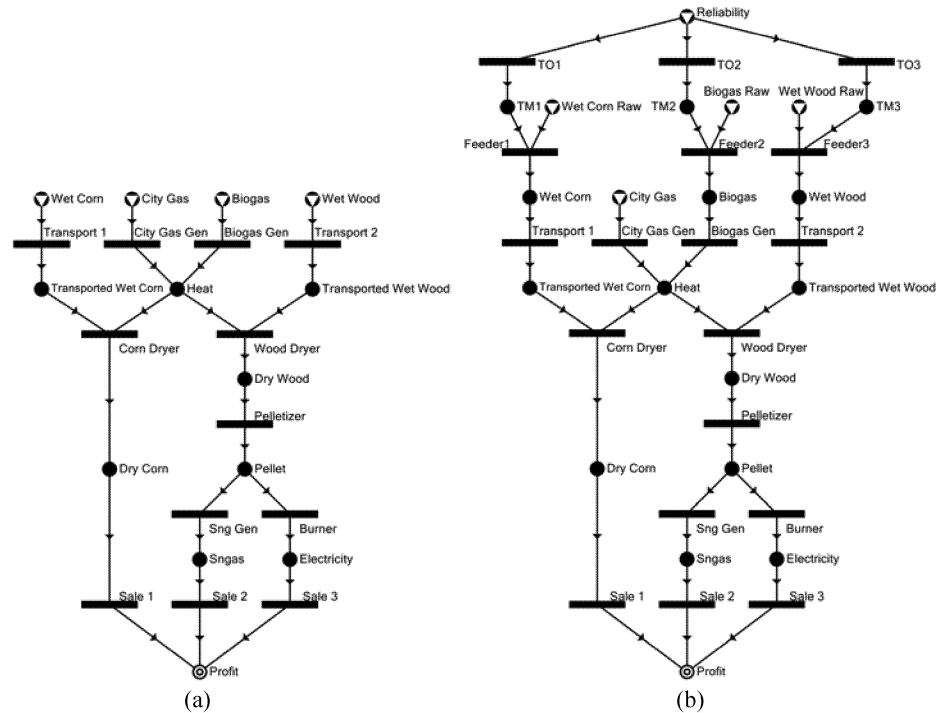 Wet Corn City Gas Biogas Wet Wood
Transport 1 City Gas Gen Biogas Gen Transport 2
Transported Wet Corn Heat Transported Wet Wood
Corn Dryer Wood Dryer
Dry Wood
Pelletizer
Dry Corn Pellet
Sng Gen Burner
Sngas Electricity
Sale 1 Sale 2 Sale 3
Profit
(a)
Reliability
TO1 TO2 TO3
Biogas Raw Wet Wood Raw
TM1 Wet Corn Raw TM2 TM3
Feeder1 Feeder2 Feeder3
Wet Corn City Gas Biogas Wet Wood
Transport 1 City Gas Gen Biogas Gen Transport 2
Transported Wet Corn Heat Transported Wet Wood
Corn Dryer Wood Dryer
Dry Wood
Pelletizer
Dry Corn Pellet
Sng Gen Burner
Sngas Electricity
Sale 1 Sale 2 Sale 3
Profit
(b)